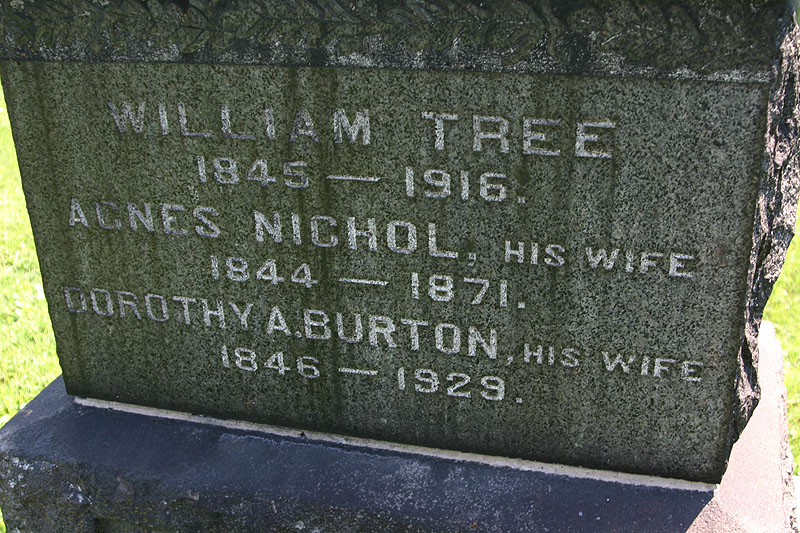 WILLIAM TREE
1845 — 1916.
AGNES NICHOL, HIS WIFE
1844 — 1871.
DOROTHY A. BURTON, HIS WIFE
1846 — 1929.